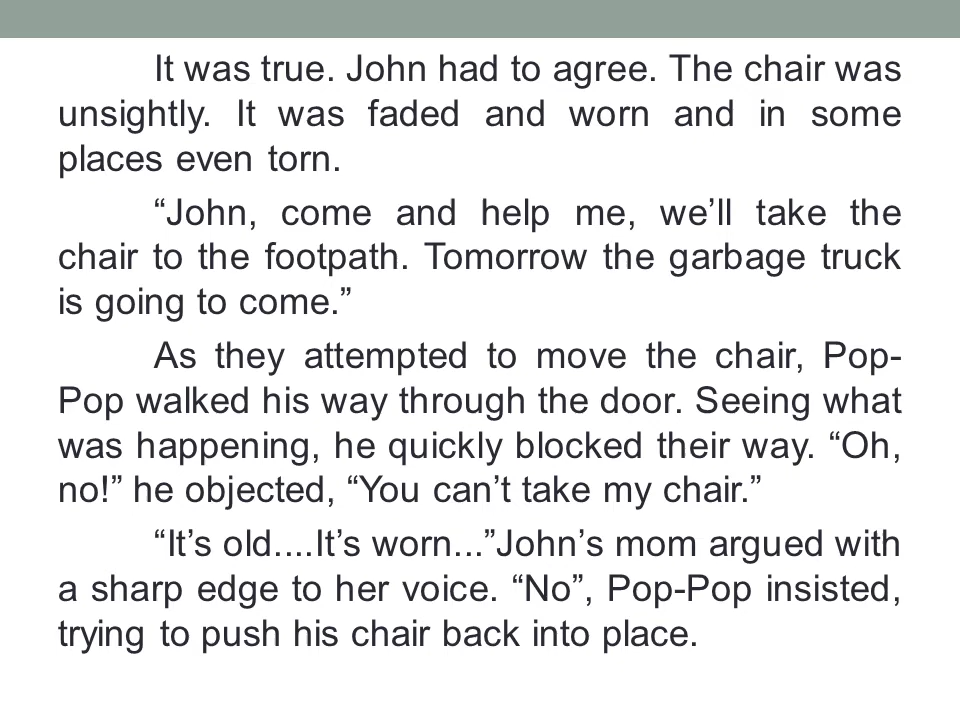 It was true. John had to agree. The chair was
unsightly. It was faded and worn and in some
places even torn.
“John, come and help me, we’ll take the
chair to the footpath. Tomorrow the garbage truck
is going to come.”
As they attempted to move the chair, Pop-
Pop walked his way through the door. Seeing what
was happening, he quickly blocked their way. “Oh,
no!” he objected, “You can’t take my chair.”
“It’s old....It’s worn...”John’s mom argued with
a sharp edge to her voice. “No”, Pop-Pop insisted,
trying to push his chair back into place.